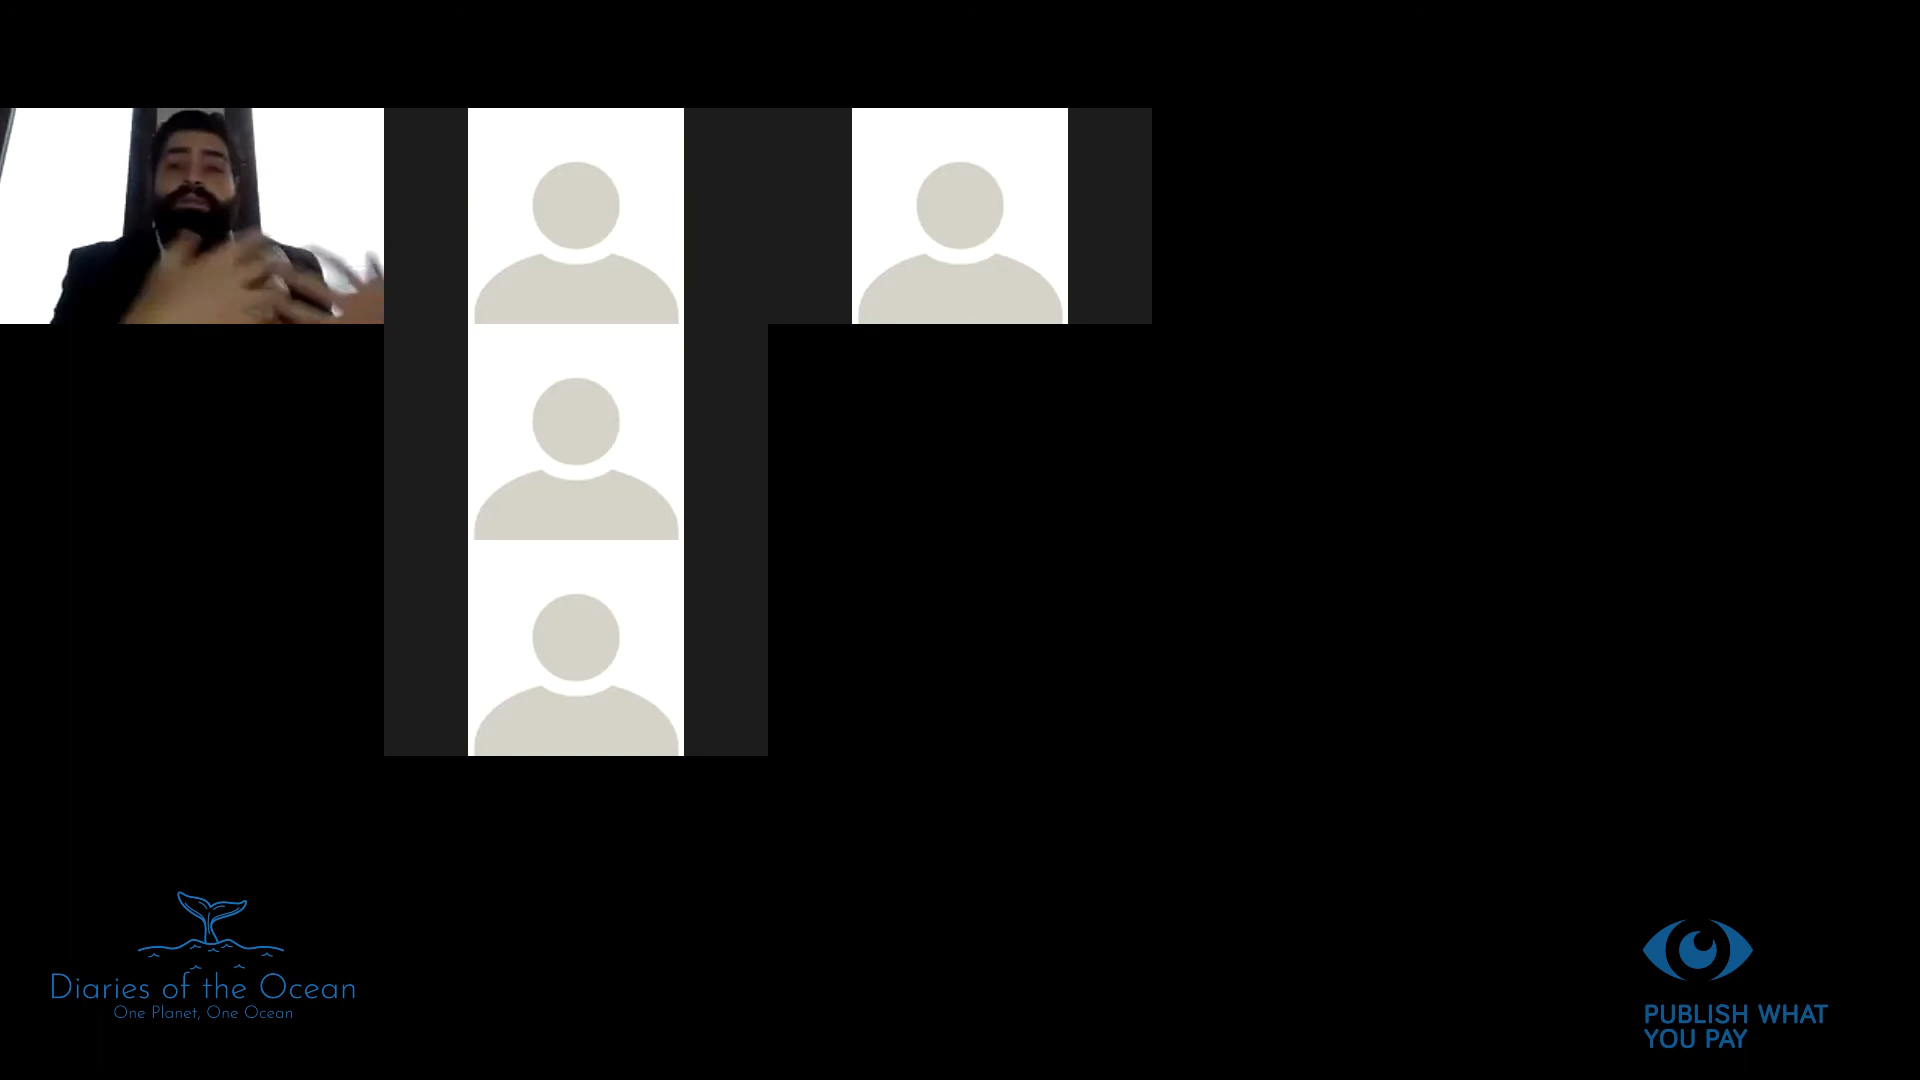 Diaries of the Ocean
One Planet, One Ocean
PUBLISH WHAT
YOU PAY